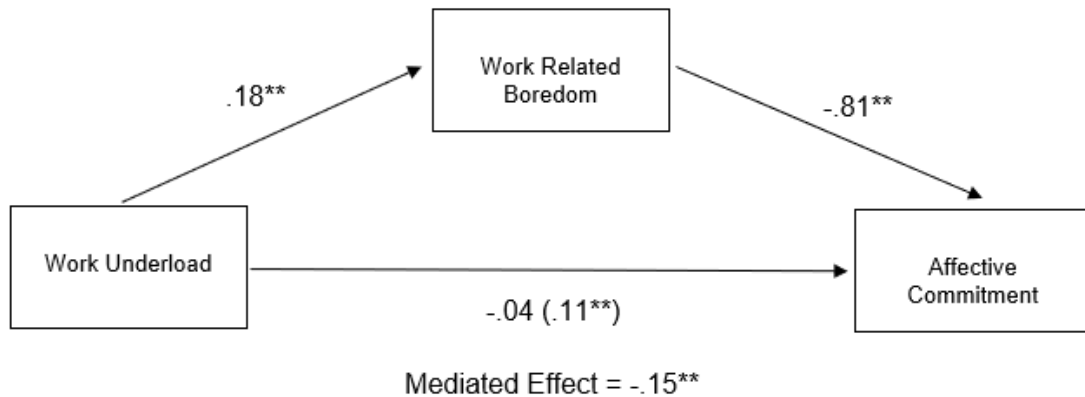 Work Related
Boredom
.18**
-.81**
Work Underload
Affective
Commitment
-.04 (.11**)
Mediated Effect = -.15**